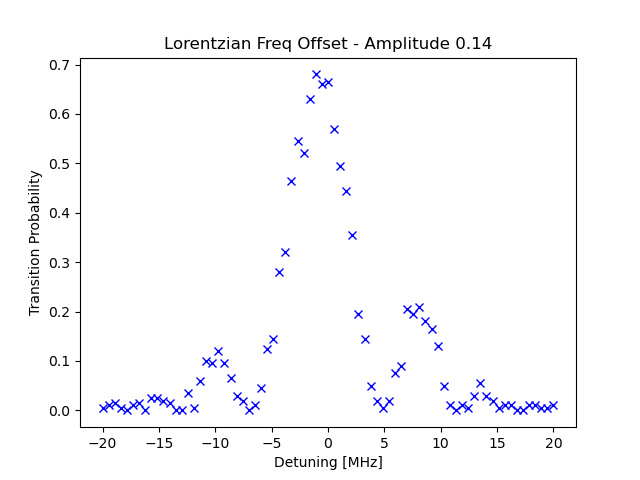 Lorentzian Freq Offset - Amplitude 0.14
Transition Probability
0.7
0.6
0.5
0.4
0.3
0.2
0.1
0.0
−20 −15 −10 −5 0 5 10 15 20
Detuning [MHz]